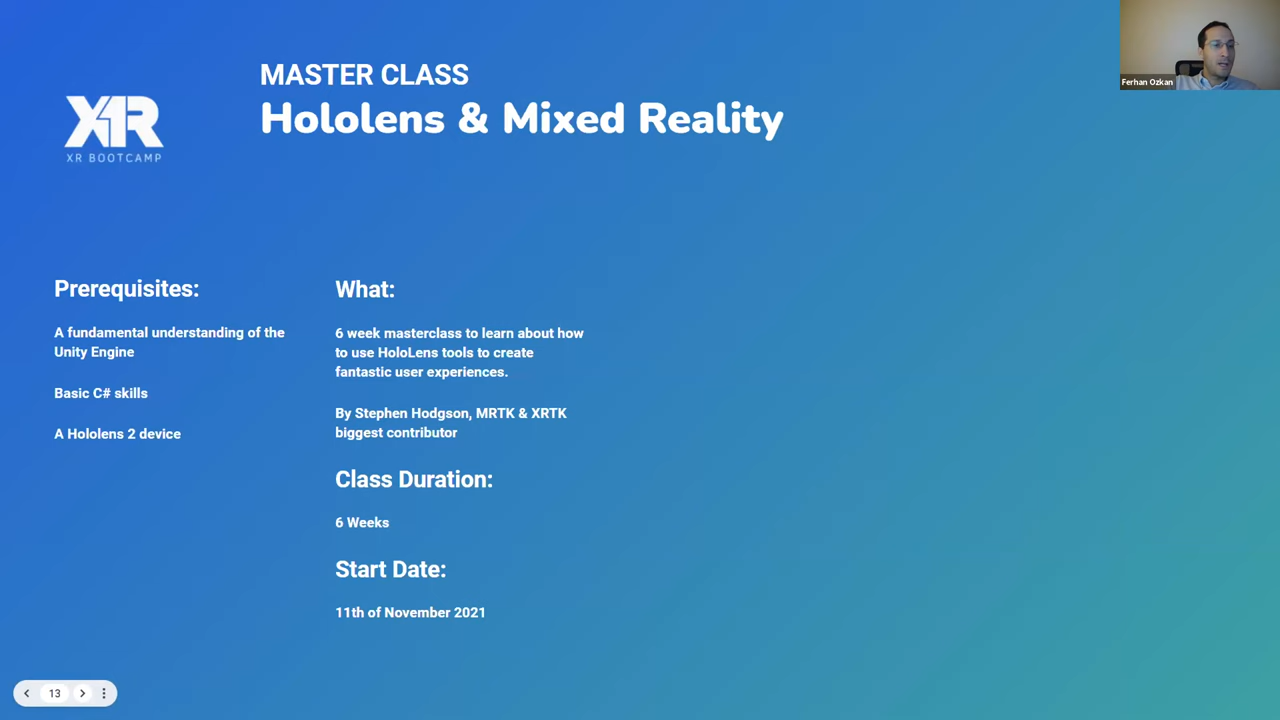 MASTER CLASS
Hololens & Mixed Reality
XR
XR BOOTCAMP
Ferhan Ozkan
Prerequisites:
A fundamental understanding of the
Unity Engine
Basic C# skills
A Hololens 2 device
What:
6 week masterclass to learn about how
to use HoloLens tools to create
fantastic user experiences.
By Stephen Hodgson, MRTK & XRTK
biggest contributor
Class Duration:
6 Weeks
Start Date:
11th of November 2021
13